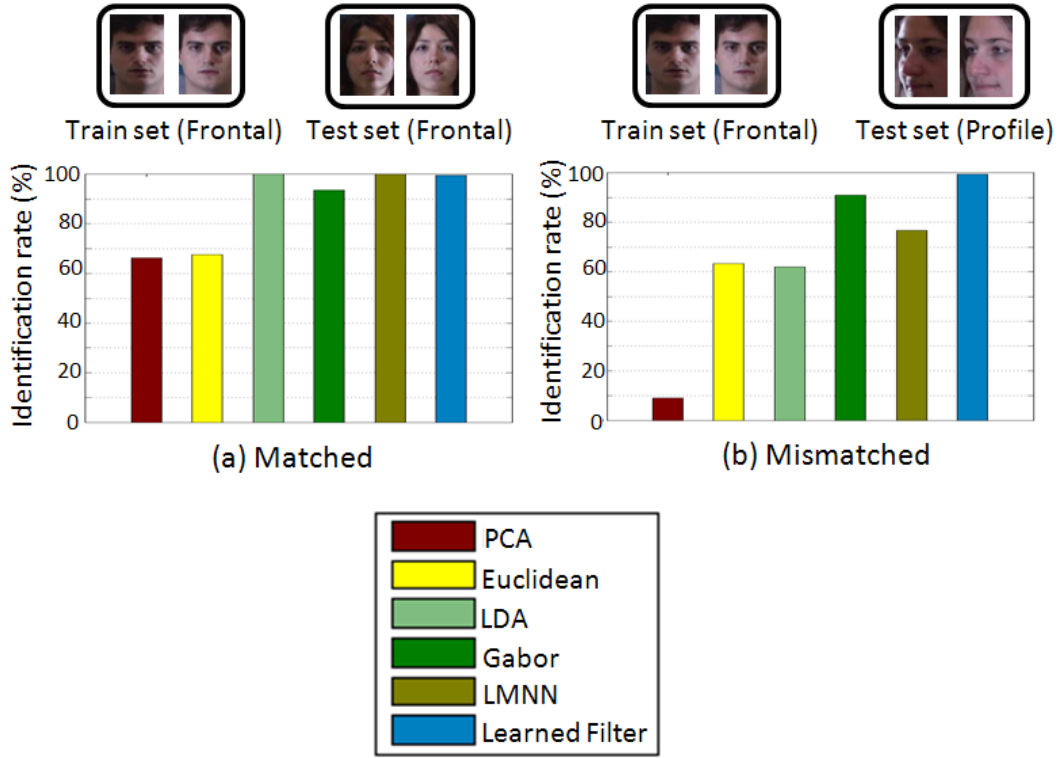 Train set (Frontal) Test set (Frontal)
Train set (Frontal) Test set (Profile)
Identification rate (%)
100
80
60
40
20
0
(a) Matched
Identification rate (%)
100
80
60
40
20
0
(b) Mismatched
PCA
Euclidean
LDA
Gabor
LMNN
Learned Filter